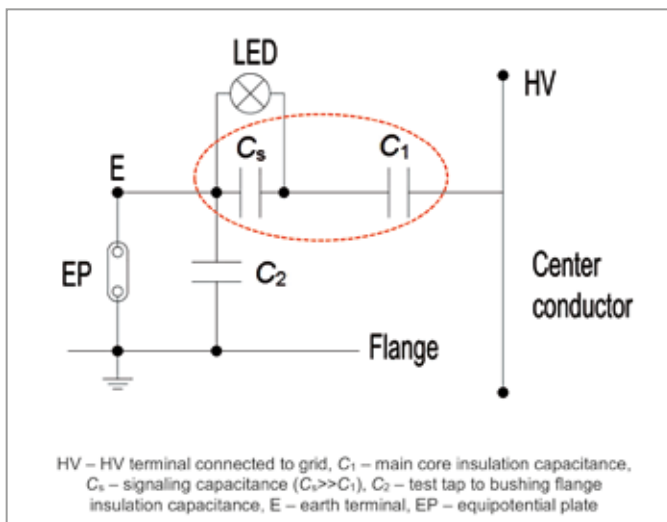 LED
HV
Cs
C1
E
EP
C2
Center
conductor
Flange
HV – HV terminal connected to grid, C1 – main core insulation capacitance,
Cs – signaling capacitance (Cs>>C1), C2 – test tap to bushing flange
insulation capacitance, E – earth terminal, EP – equipotential plate